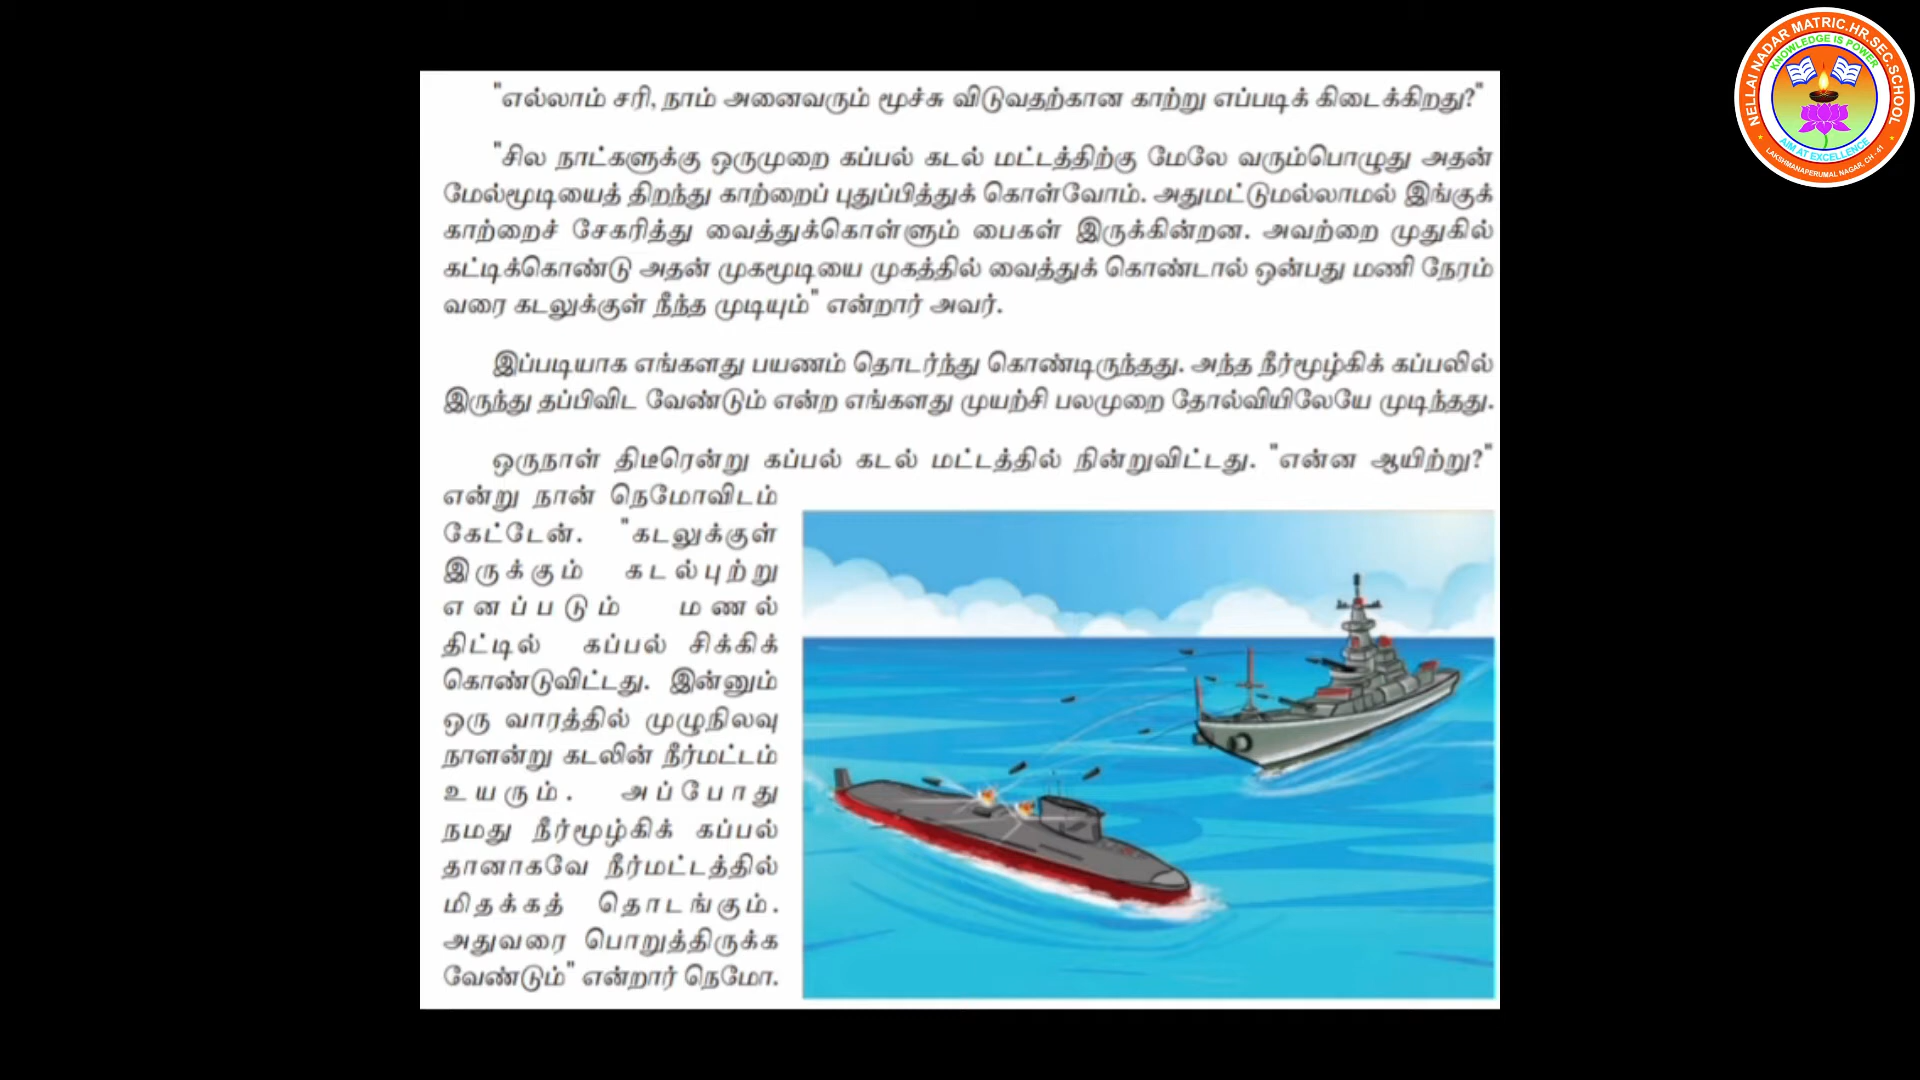 "எல்லாம் சரி, நாம் அனைவரும் மூச்சு விடுவதற்கான காற்று எப்படிக் கிடைக்கிறது?"
"சில நாட்களுக்கு ஒருமுறை கப்பல் கடல் மட்டத்திற்கு மேலே வரும்பொழுது அதன்
மேல்மூடியைத் திறந்து காற்றைப் புதுப்பித்துக் கொள்வோம். அதுமட்டுமல்லாமல் இங்குக்
காற்றைச் சேகரித்து வைத்துக்கொள்ளும் பைகள் இருக்கின்றன. அவற்றை முதுகில்
கட்டிக்கொண்டு அதன் முகமூடியை முகத்தில் வைத்துக் கொண்டால் ஒன்பது மணி நேரம்
வரை கடலுக்குள் நீந்த முடியும்" என்றார் அவர்.
இப்படியாக எங்களது பயணம் தொடர்ந்து கொண்டிருந்தது. அந்த நீர்மூழ்கிக் கப்பலில்
இருந்து தப்பிவிட வேண்டும் என்ற எங்களது முயற்சி பலமுறை தோல்வியிலேயே முடிந்தது.
ஒருநாள் திடீரென்று கப்பல் கடல் மட்டத்தில் நின்றுவிட்டது. "என்ன ஆயிற்று?"
என்று நான் நெமோவிடம்
கேட்டேன். "கடலுக்குள்
இருக்கும் கடல்புற்று
எனப்படும் மணல்
திட்டில் கப்பல் சிக்கிக்
கொண்டுவிட்டது. இன்னும்
ஒரு வாரத்தில் முழுநிலவு
நாளன்று கடலின் நீர்மட்டம்
உயரும். அப்போது
நமது நீர்மூழ்கிக் கப்பல்
தானாகவே நீர்மட்டத்தில்
மிதக்கத் தொடங்கும்.
அதுவரை பொறுத்திருக்க
வேண்டும்" என்றார் நெமோ.
NELLAI NADAR MATRIC.HR.SEC.SCHOOL
KNOWLEDGE IS POWER
AIM AT EXCELLENCE
LAKSHMANAPERUMAL NAGAR, CH - 41